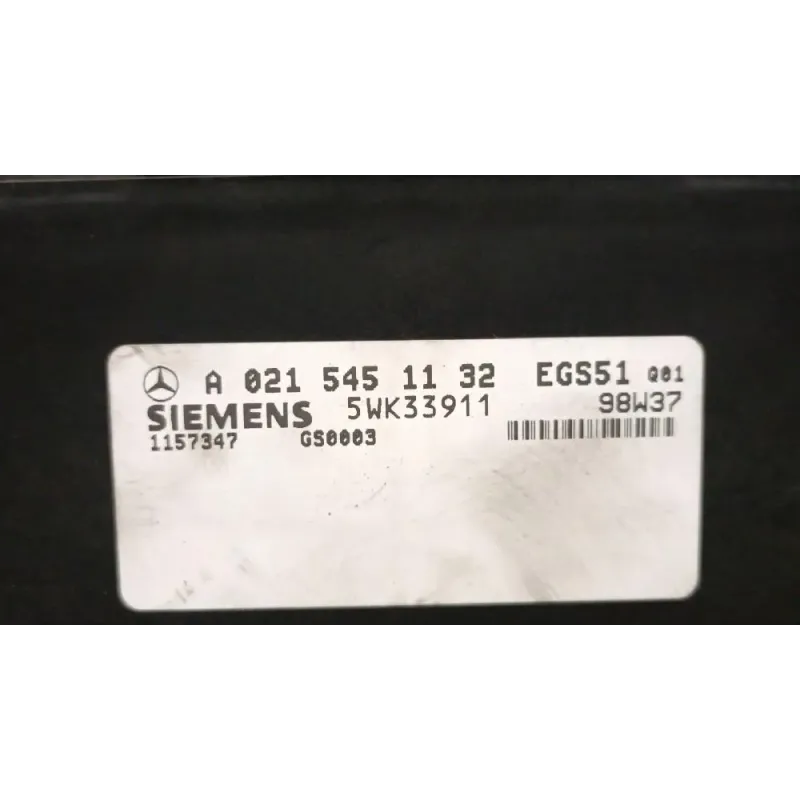 A 021 545 11 32 EGS51 Q01
SIEMENS 5WK33911 98W37
1157347 GS0003